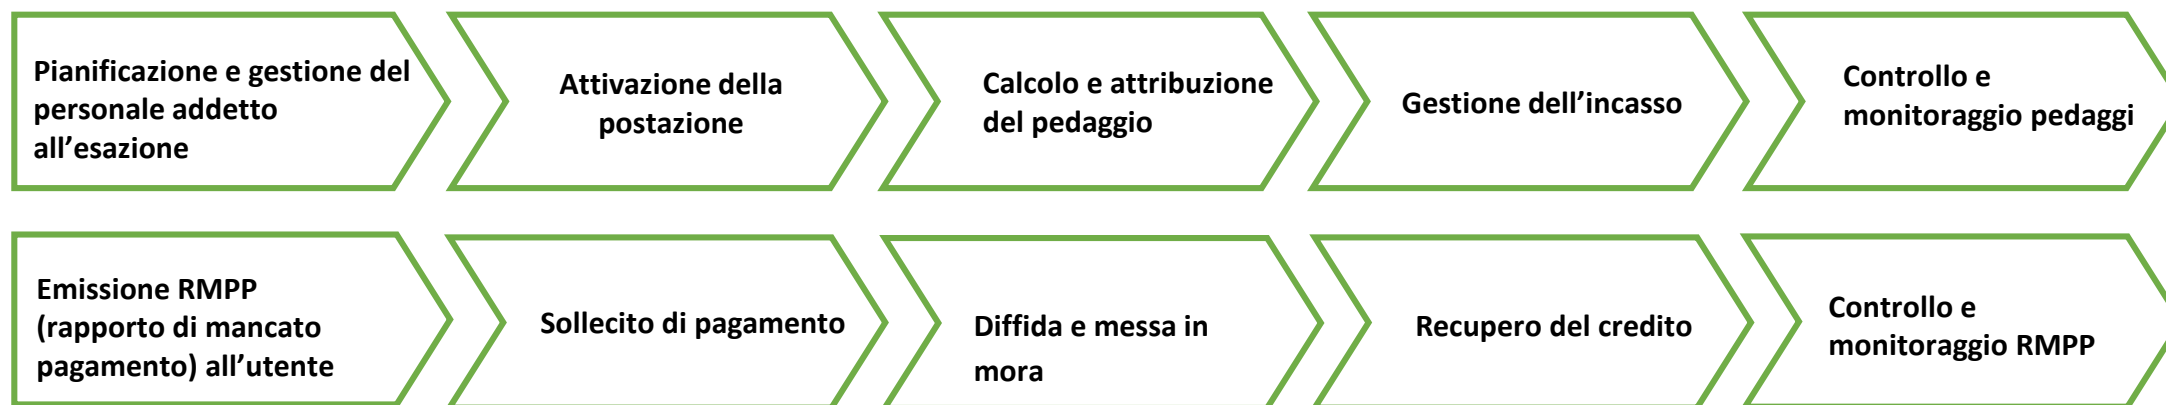 Pianificazione e gestione del
personale addetto
all’esazione
Attivazione della
postazione
Calcolo e attribuzione
del pedaggio
Gestione dell’incasso
Controllo e
monitoraggio pedaggi
Emissione RMPP
(rapporto di mancato
pagamento) all’utente
Sollecito di pagamento
Diffida e messa in
mora
Recupero del credito
Controllo e
monitoraggio RMPP